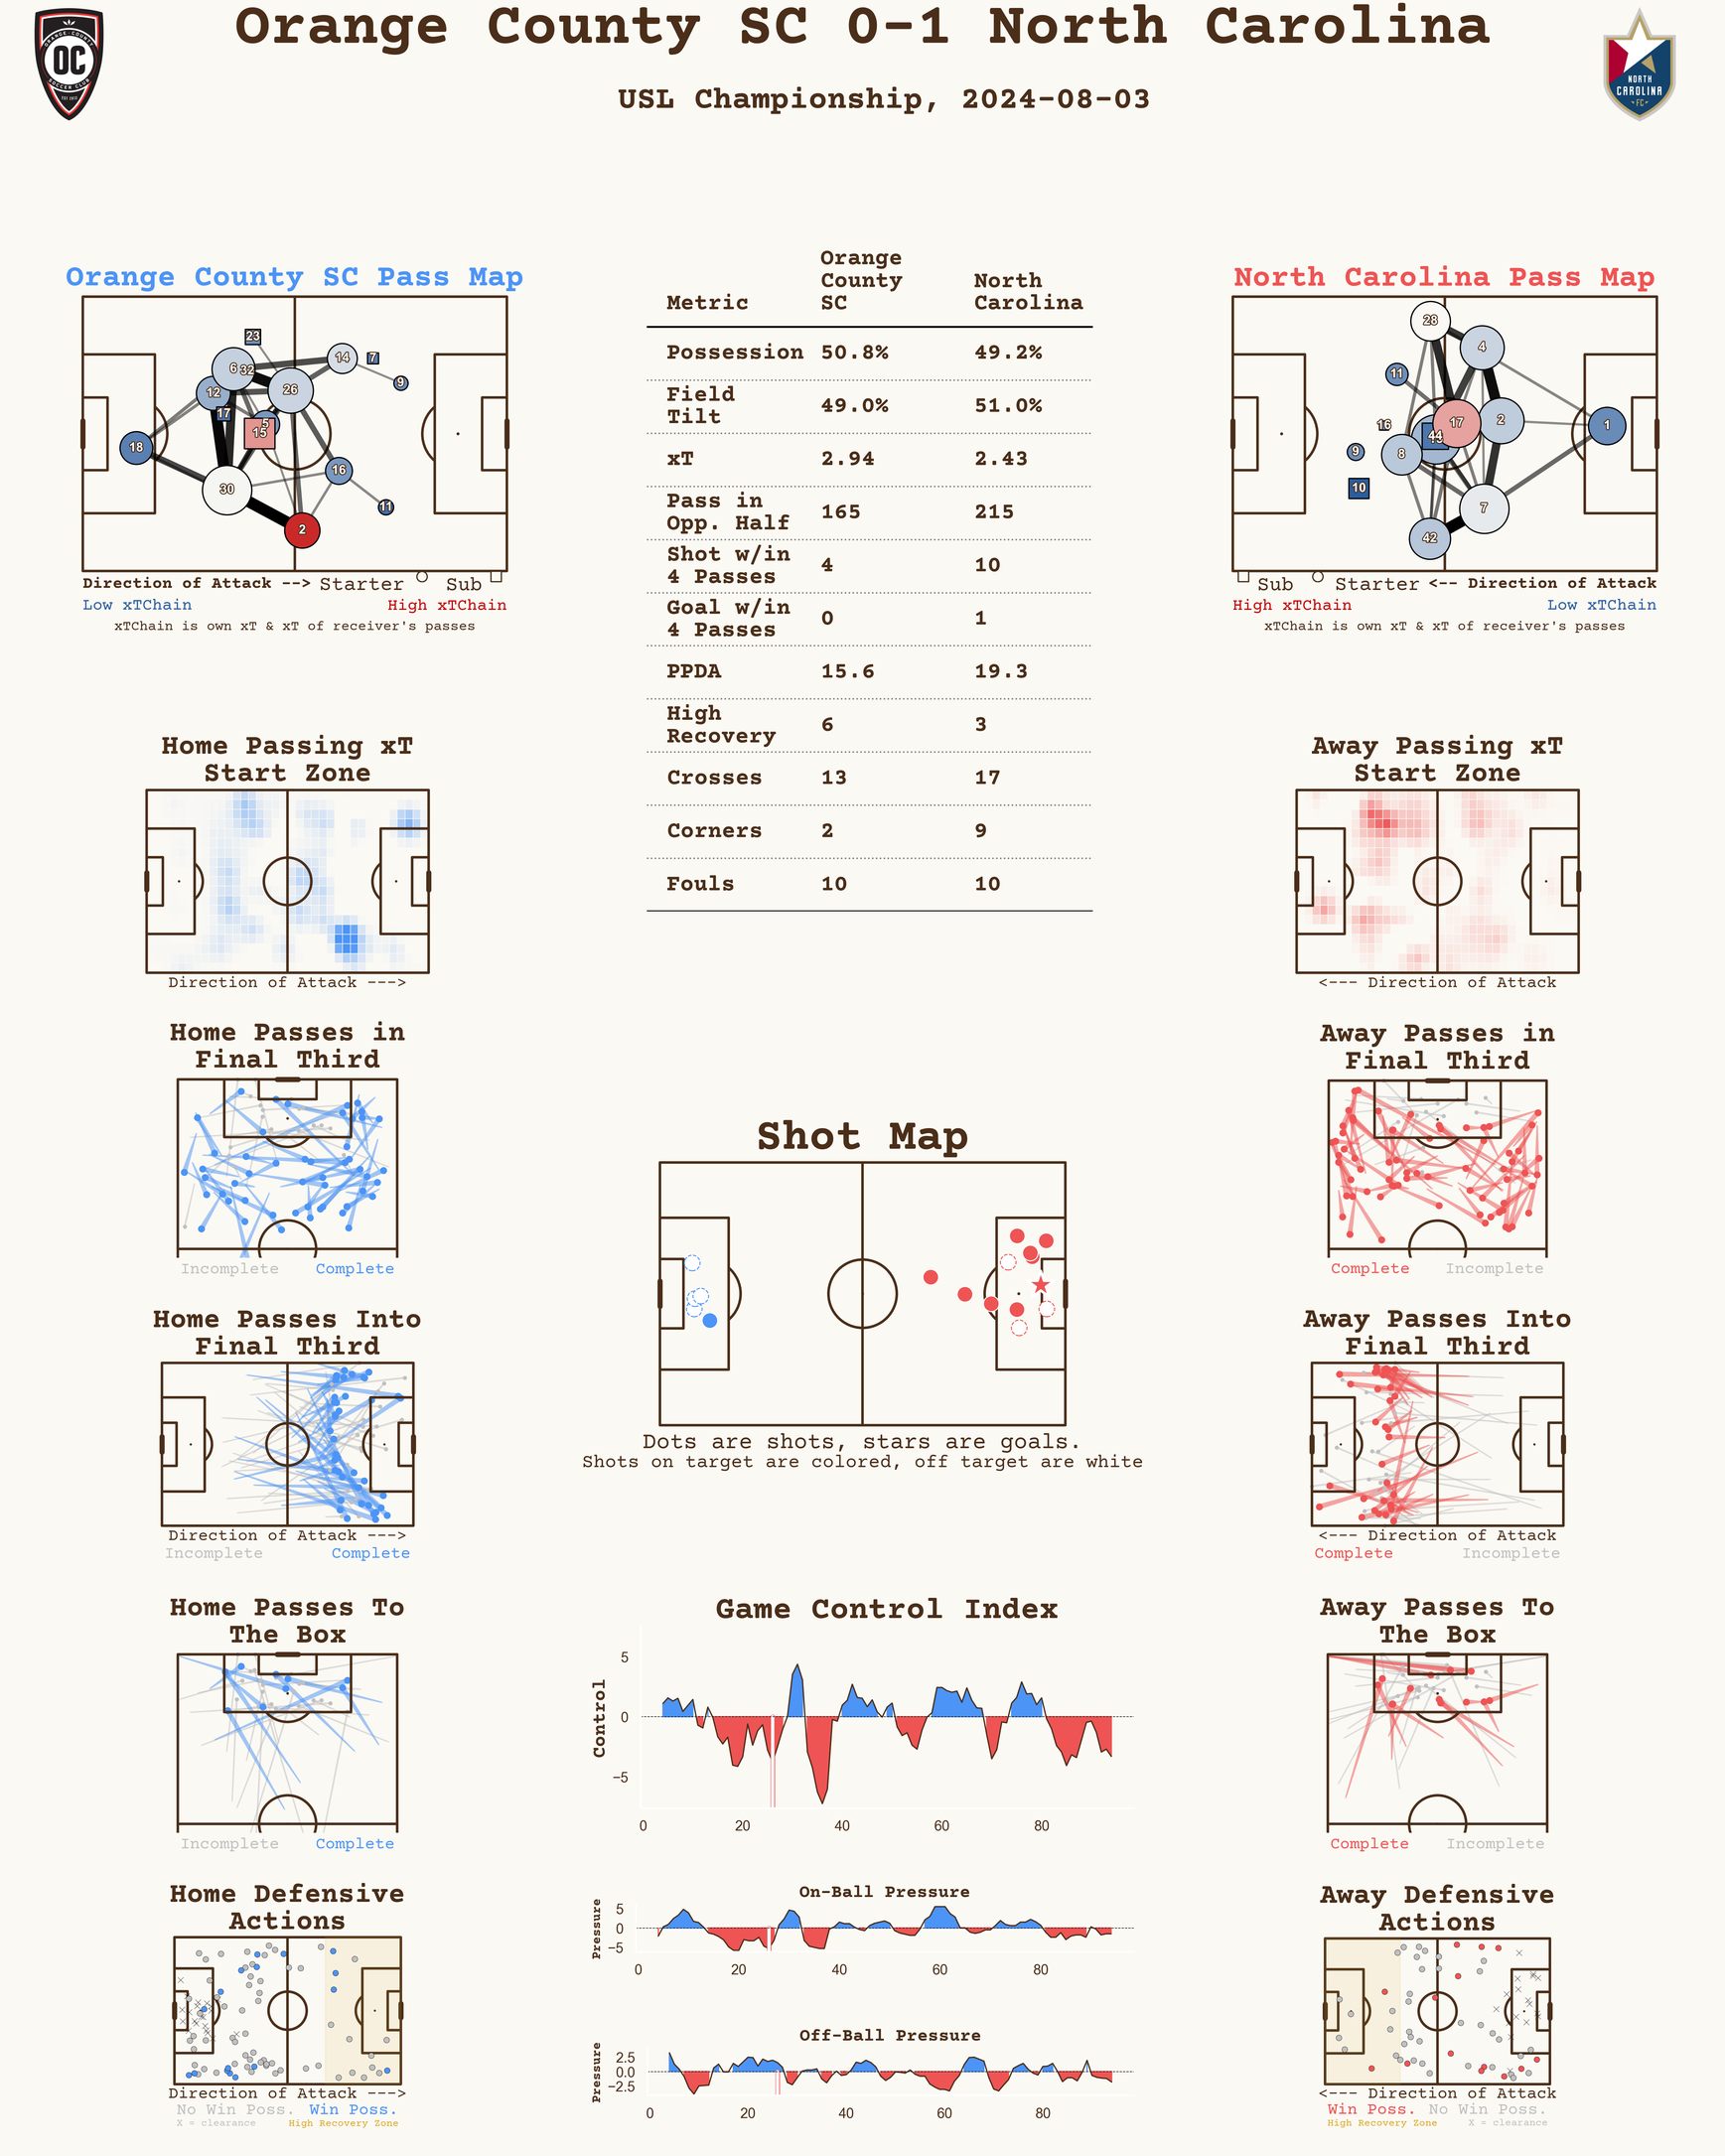 Orange County SC 0-1 North Carolina
USL Championship, 2024-08-03
ORANGE COUNTY
OC
SOCCER CLUB
NORTH
CAROLINA
FC
Orange County SC Pass Map
23
14
7
6
32
9
12
26
17
5
15
18
16
30
11
2
Direction of Attack --> Starter Sub
Low xTChain High xTChain
xTChain is own xT & xT of receiver's passes
Metric Orange County SC North Carolina
Possession 50.8% 49.2%
Field Tilt 49.0% 51.0%
xT 2.94 2.43
Pass in Opp. Half 165 215
Shot w/in 4 Passes 4 10
Goal w/in 4 Passes 0 1
PPDA 15.6 19.3
High Recovery 6 3
Crosses 13 17
Corners 2 9
Fouls 10 10
North Carolina Pass Map
28
4
11
17
2
16
1
44
9
8
10
7
42
Sub Starter <-- Direction of Attack
High xTChain Low xTChain
xTChain is own xT & xT of receiver's passes
Home Passing xT
Start Zone
Direction of Attack --->
Away Passing xT
Start Zone
<--- Direction of Attack
Home Passes in
Final Third
Incomplete Complete
Away Passes in
Final Third
Complete Incomplete
Shot Map
Dots are shots, stars are goals.
Shots on target are colored, off target are white
Home Passes Into
Final Third
Direction of Attack --->
Incomplete Complete
Away Passes Into
Final Third
<--- Direction of Attack
Complete Incomplete
Home Passes To
The Box
Incomplete Complete
Game Control Index
Control
5
0
−5
0 20 40 60 80
Away Passes To
The Box
Complete Incomplete
Home Defensive
Actions
Direction of Attack --->
No Win Poss. Win Poss.
X = clearance High Recovery Zone
On-Ball Pressure
Pressure
5
0
−5
0 20 40 60 80
Off-Ball Pressure
Pressure
2.5
0.0
−2.5
0 20 40 60 80
Away Defensive
Actions
<--- Direction of Attack
Win Poss. No Win Poss.
High Recovery Zone X = clearance